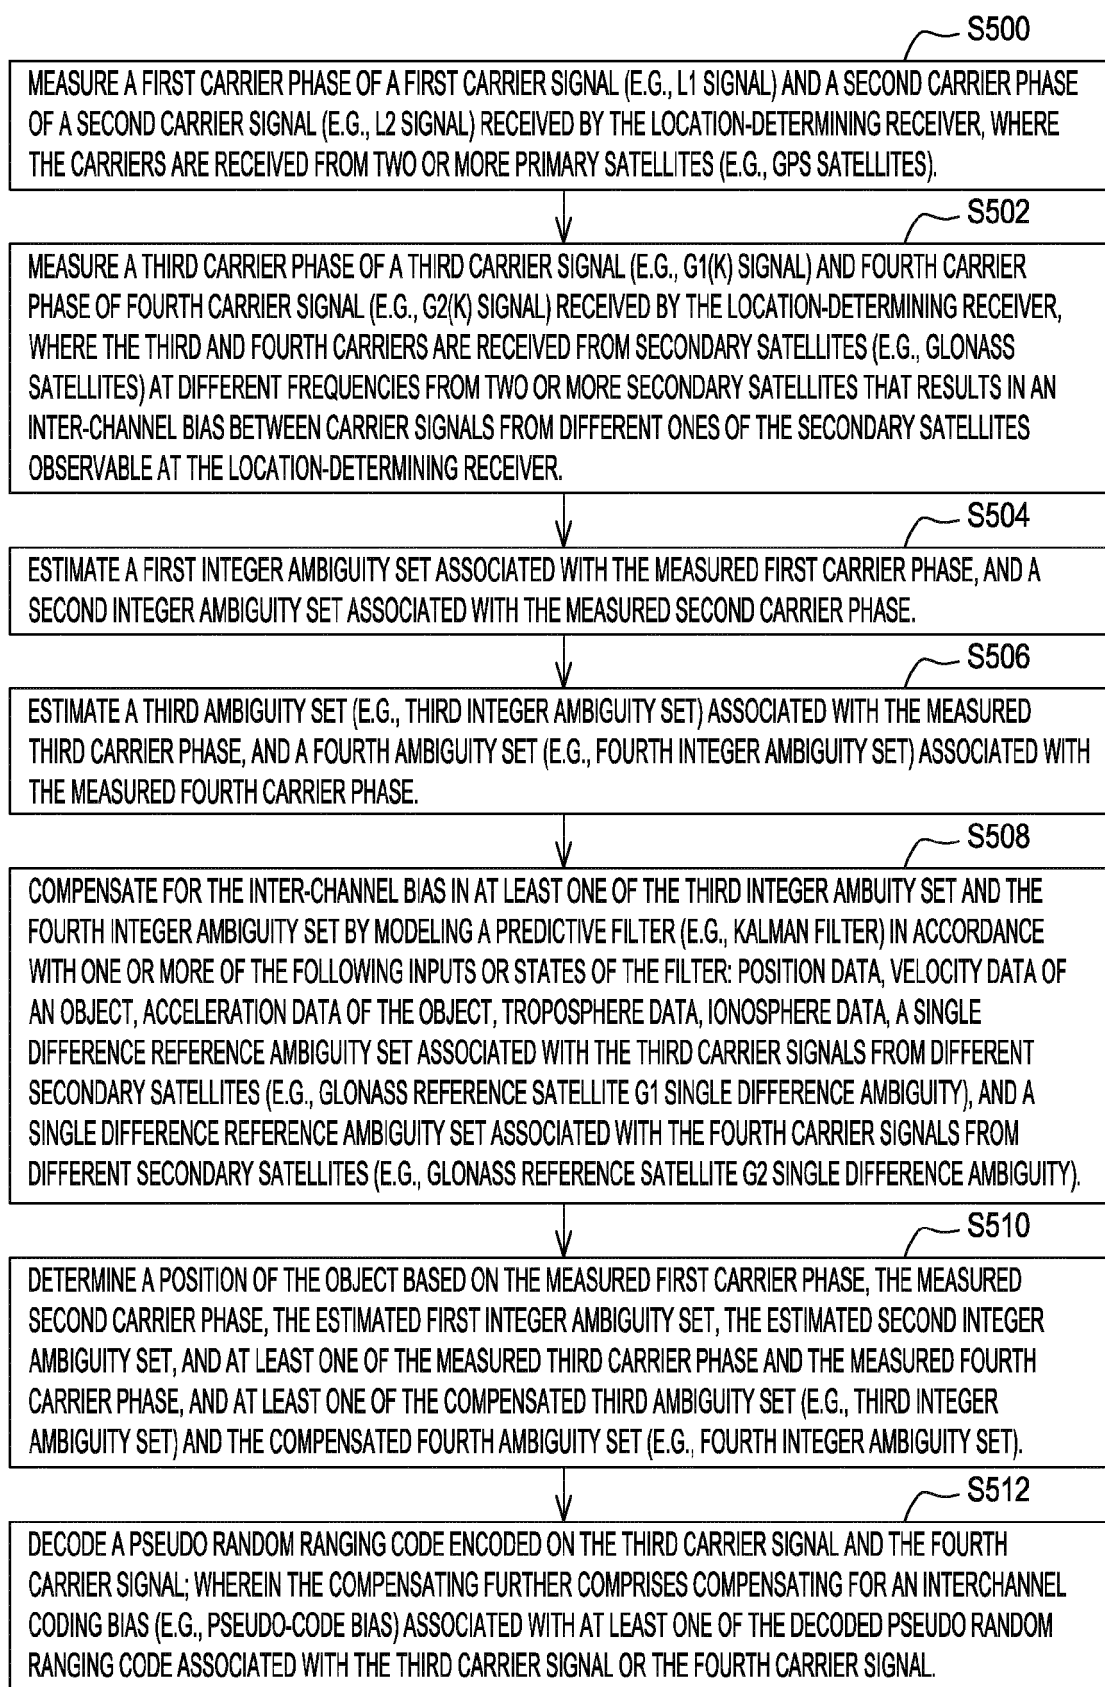 S500
MEASURE A FIRST CARRIER PHASE OF A FIRST CARRIER SIGNAL (E.G., L1 SIGNAL) AND A SECOND CARRIER PHASE
OF A SECOND CARRIER SIGNAL (E.G., L2 SIGNAL) RECEIVED BY THE LOCATION-DETERMINING RECEIVER, WHERE
THE CARRIERS ARE RECEIVED FROM TWO OR MORE PRIMARY SATELLITES (E.G., GPS SATELLITES).
S502
MEASURE A THIRD CARRIER PHASE OF A THIRD CARRIER SIGNAL (E.G., G1(K) SIGNAL) AND FOURTH CARRIER
PHASE OF FOURTH CARRIER SIGNAL (E.G., G2(K) SIGNAL) RECEIVED BY THE LOCATION-DETERMINING RECEIVER,
WHERE THE THIRD AND FOURTH CARRIERS ARE RECEIVED FROM SECONDARY SATELLITES (E.G., GLONASS
SATELLITES) AT DIFFERENT FREQUENCIES FROM TWO OR MORE SECONDARY SATELLITES THAT RESULTS IN AN
INTER-CHANNEL BIAS BETWEEN CARRIER SIGNALS FROM DIFFERENT ONES OF THE SECONDARY SATELLITES
OBSERVABLE AT THE LOCATION-DETERMINING RECEIVER.
S504
ESTIMATE A FIRST INTEGER AMBIGUITY SET ASSOCIATED WITH THE MEASURED FIRST CARRIER PHASE, AND A
SECOND INTEGER AMBIGUITY SET ASSOCIATED WITH THE MEASURED SECOND CARRIER PHASE.
S506
ESTIMATE A THIRD AMBIGUITY SET (E.G., THIRD INTEGER AMBIGUITY SET) ASSOCIATED WITH THE MEASURED
THIRD CARRIER PHASE, AND A FOURTH AMBIGUITY SET (E.G., FOURTH INTEGER AMBIGUITY SET) ASSOCIATED WITH
THE MEASURED FOURTH CARRIER PHASE.
S508
COMPENSATE FOR THE INTER-CHANNEL BIAS IN AT LEAST ONE OF THE THIRD INTEGER AMBUITY SET AND THE
FOURTH INTEGER AMBIGUITY SET BY MODELING A PREDICTIVE FILTER (E.G., KALMAN FILTER) IN ACCORDANCE
WITH ONE OR MORE OF THE FOLLOWING INPUTS OR STATES OF THE FILTER: POSITION DATA, VELOCITY DATA OF
AN OBJECT, ACCELERATION DATA OF THE OBJECT, TROPOSPHERE DATA, IONOSPHERE DATA, A SINGLE
DIFFERENCE REFERENCE AMBIGUITY SET ASSOCIATED WITH THE THIRD CARRIER SIGNALS FROM DIFFERENT
SECONDARY SATELLITES (E.G., GLONASS REFERENCE SATELLITE G1 SINGLE DIFFERENCE AMBIGUITY), AND A
SINGLE DIFFERENCE REFERENCE AMBIGUITY SET ASSOCIATED WITH THE FOURTH CARRIER SIGNALS FROM
DIFFERENT SECONDARY SATELLITES (E.G., GLONASS REFERENCE SATELLITE G2 SINGLE DIFFERENCE AMBIGUITY).
S510
DETERMINE A POSITION OF THE OBJECT BASED ON THE MEASURED FIRST CARRIER PHASE, THE MEASURED
SECOND CARRIER PHASE, THE ESTIMATED FIRST INTEGER AMBIGUITY SET, THE ESTIMATED SECOND INTEGER
AMBIGUITY SET, AND AT LEAST ONE OF THE MEASURED THIRD CARRIER PHASE AND THE MEASURED FOURTH
CARRIER PHASE, AND AT LEAST ONE OF THE COMPENSATED THIRD AMBIGUITY SET (E.G., THIRD INTEGER
AMBIGUITY SET) AND THE COMPENSATED FOURTH AMBIGUITY SET (E.G., FOURTH INTEGER AMBIGUITY SET).
S512
DECODE A PSEUDO RANDOM RANGING CODE ENCODED ON THE THIRD CARRIER SIGNAL AND THE FOURTH
CARRIER SIGNAL; WHEREIN THE COMPENSATING FURTHER COMPRISES COMPENSATING FOR AN INTERCHANNEL
CODING BIAS (E.G., PSEUDO-CODE BIAS) ASSOCIATED WITH AT LEAST ONE OF THE DECODED PSEUDO RANDOM
RANGING CODE ASSOCIATED WITH THE THIRD CARRIER SIGNAL OR THE FOURTH CARRIER SIGNAL.